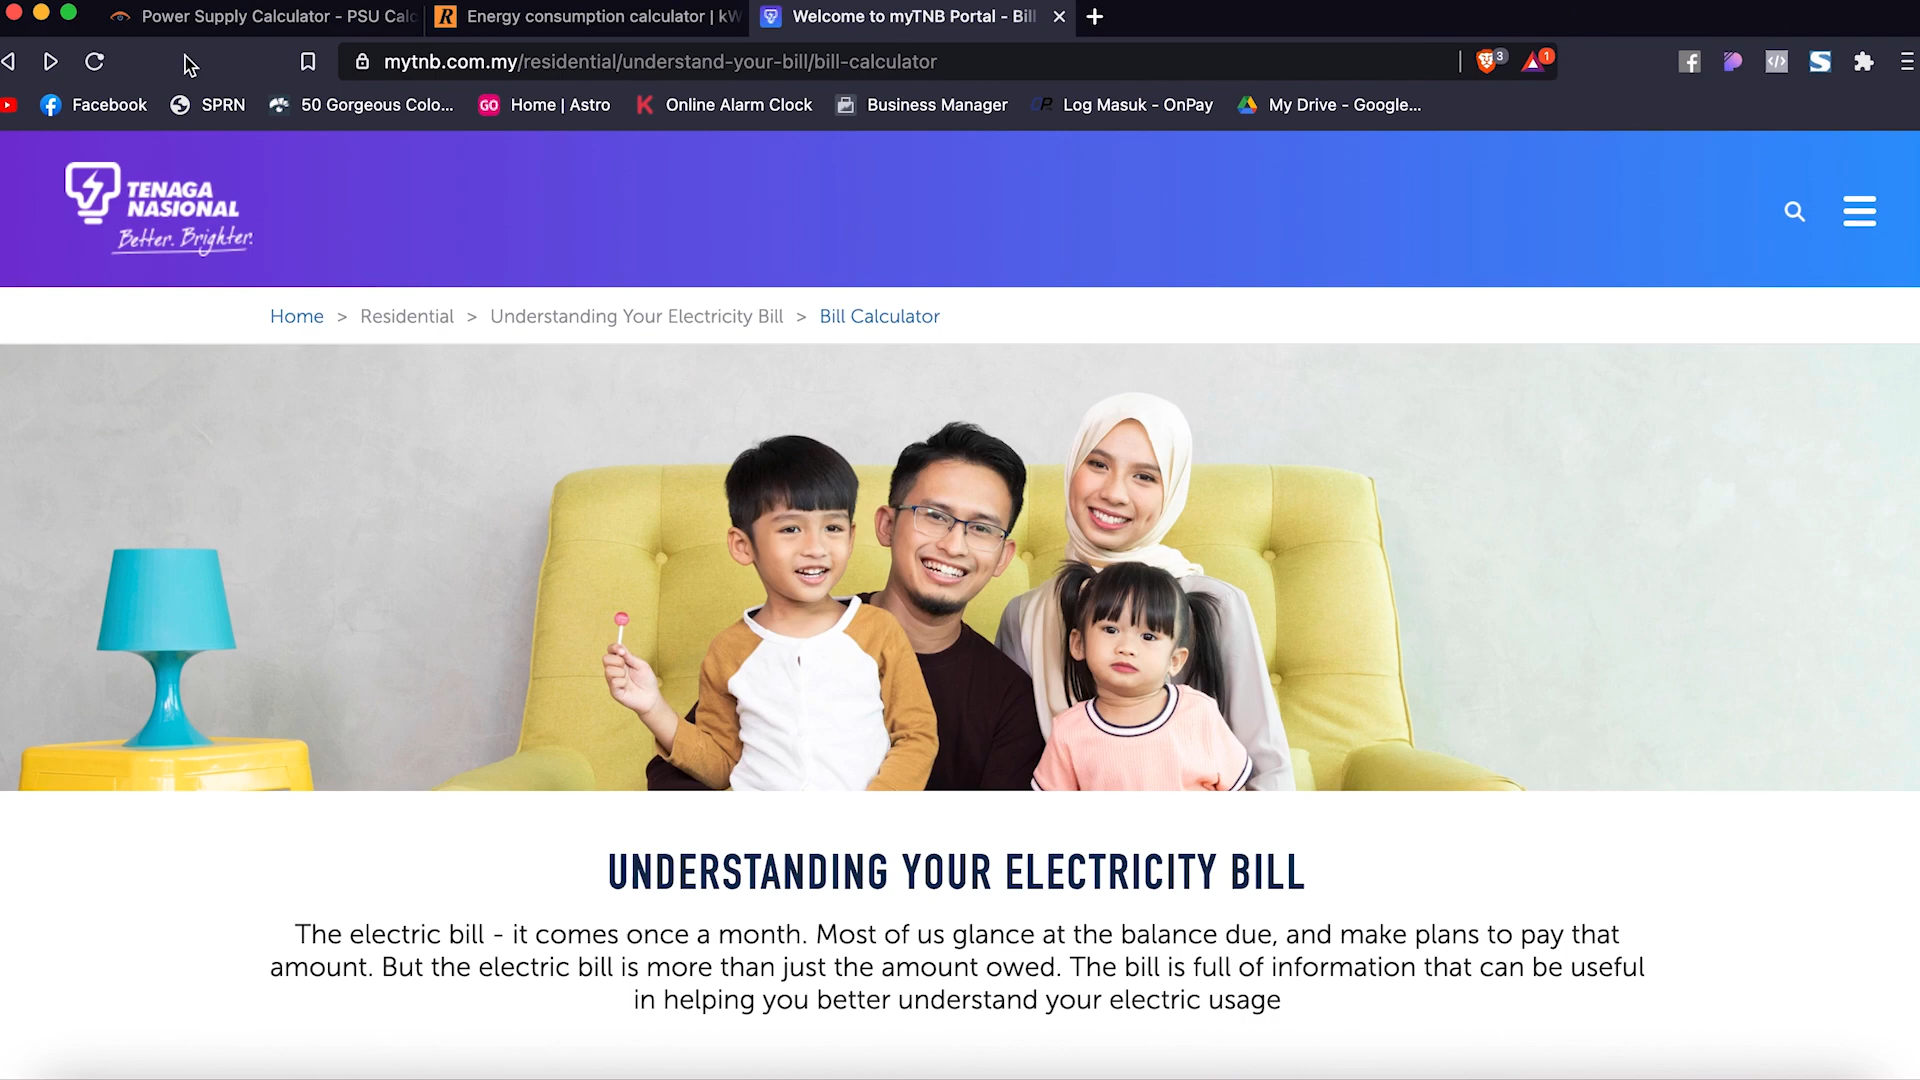 Power Supply Calculator - PSU Calc
Energy consumption calculator | kW
Welcome to myTNB Portal - Bill
mytnb.com.my/residential/understand-your-bill/bill-calculator
3
1
Facebook
SPRN
50 Gorgeous Colo...
GO
Home | Astro
K
Online Alarm Clock
Business Manager
Log Masuk - OnPay
My Drive - Google...
TENAGA
NASIONAL
Better. Brighter.
Home > Residential > Understanding Your Electricity Bill > Bill Calculator
UNDERSTANDING YOUR ELECTRICITY BILL
The electric bill - it comes once a month. Most of us glance at the balance due, and make plans to pay that
amount. But the electric bill is more than just the amount owed. The bill is full of information that can be useful
in helping you better understand your electric usage